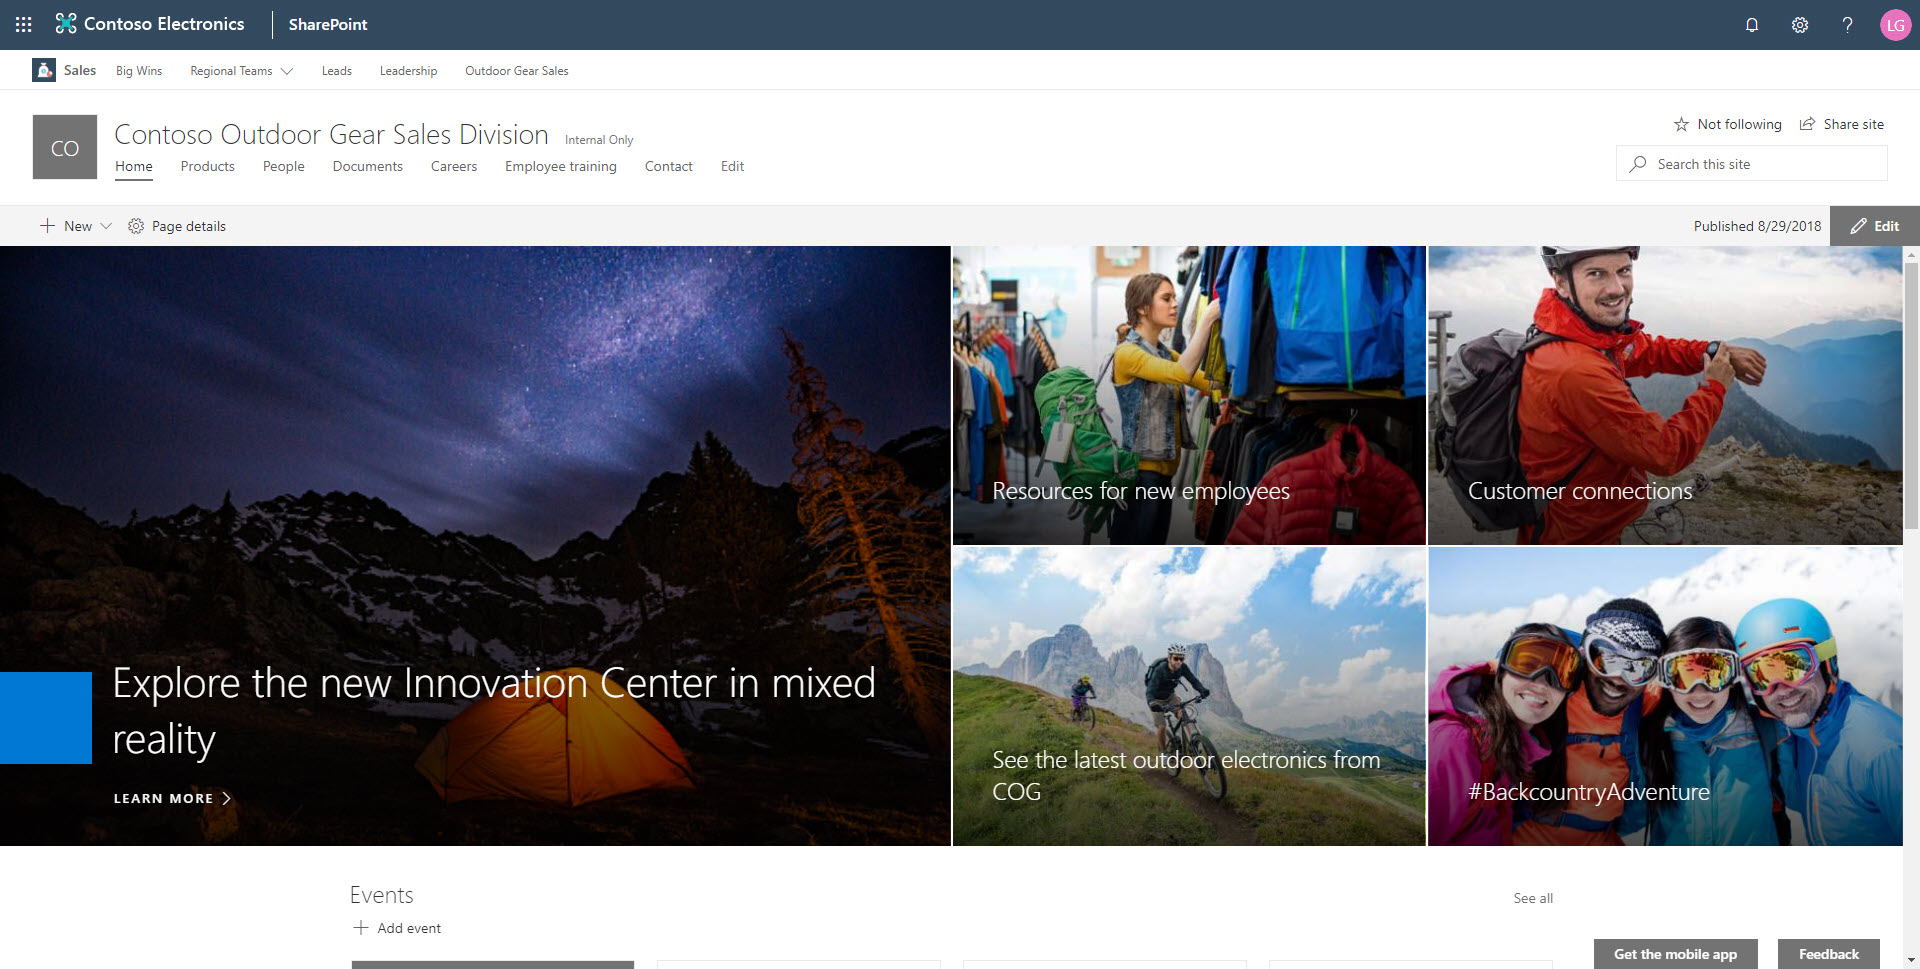 Contoso Electronics
SharePoint
LG
Sales
Big Wins
Regional Teams
Leads
Leadership
Outdoor Gear Sales
CO
Contoso Outdoor Gear Sales Division
Internal Only
Not following
Share site
Home
Products
People
Documents
Careers
Employee training
Contact
Edit
Search this site
New
Page details
Published 8/29/2018
Edit
Explore the new Innovation Center in mixed
reality
LEARN MORE
Resources for new employees
Customer connections
See the latest outdoor electronics from
COG
#BackcountryAdventure
Events
See all
Add event
Get the mobile app
Feedback